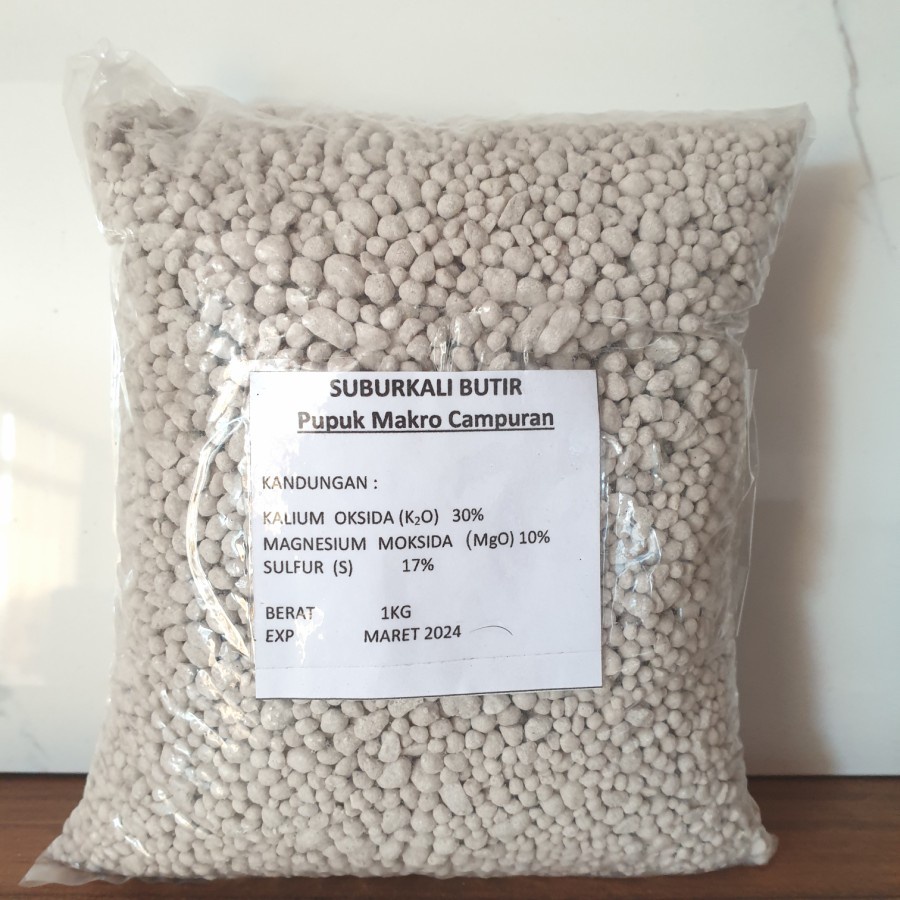 SUBURKALI BUTIR
Pupuk Makro Campuran
KANDUNGAN :
KALIUM OKSIDA (K₂O) 30%
MAGNESIUM MOKSIDA (MgO) 10%
SULFUR (S) 17%
BERAT 1KG
EXP MARET 2024